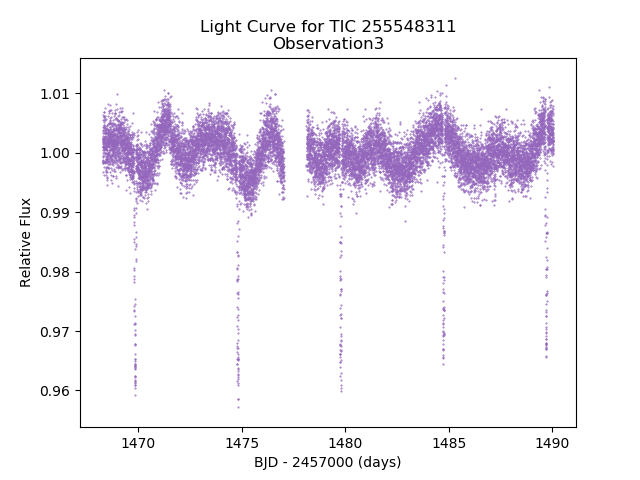 Light Curve for TIC 255548311
Observation3
Relative Flux
1.01
1.00
0.99
0.98
0.97
0.96
1470
1475
1480
1485
1490
BJD - 2457000 (days)